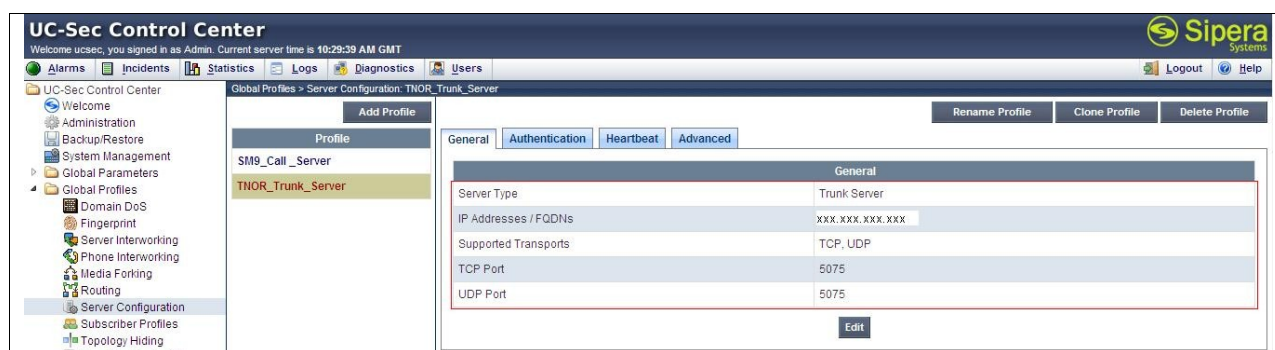 UC-Sec Control Center
Welcome ucsec, you signed in as Admin. Current server time is 10:29:39 AM GMT
Sipera
Systems
Alarms Incidents Statistics Logs Diagnostics Users Logout Help
UC-Sec Control Center
Welcome
Administration
Backup/Restore
System Management
Global Parameters
Global Profiles
Domain DoS
Fingerprint
Server Interworking
Phone Interworking
Media Forking
Routing
Server Configuration
Subscriber Profiles
Topology Hiding
Global Profiles > Server Configuration: TNOR_Trunk_Server
Add Profile
Profile
SM9_Call _Server
TNOR_Trunk_Server
Rename Profile Clone Profile Delete Profile
General Authentication Heartbeat Advanced
General
Server Type Trunk Server
IP Addresses / FQDNs xxx.xxx.xxx.xxx
Supported Transports TCP, UDP
TCP Port 5075
UDP Port 5075
Edit